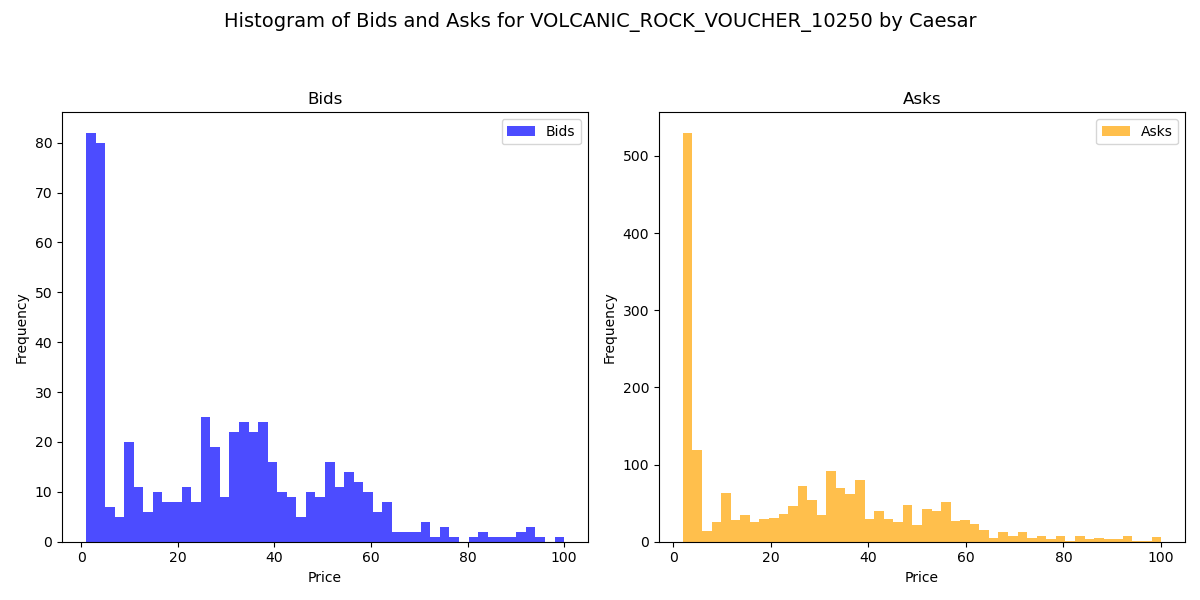 Histogram of Bids and Asks for VOLCANIC_ROCK_VOUCHER_10250 by Caesar
Bids
Bids
Frequency
80
70
60
50
40
30
20
10
0
0 20 40 60 80 100
Price
Asks
Asks
Frequency
500
400
300
200
100
0
0 20 40 60 80 100
Price